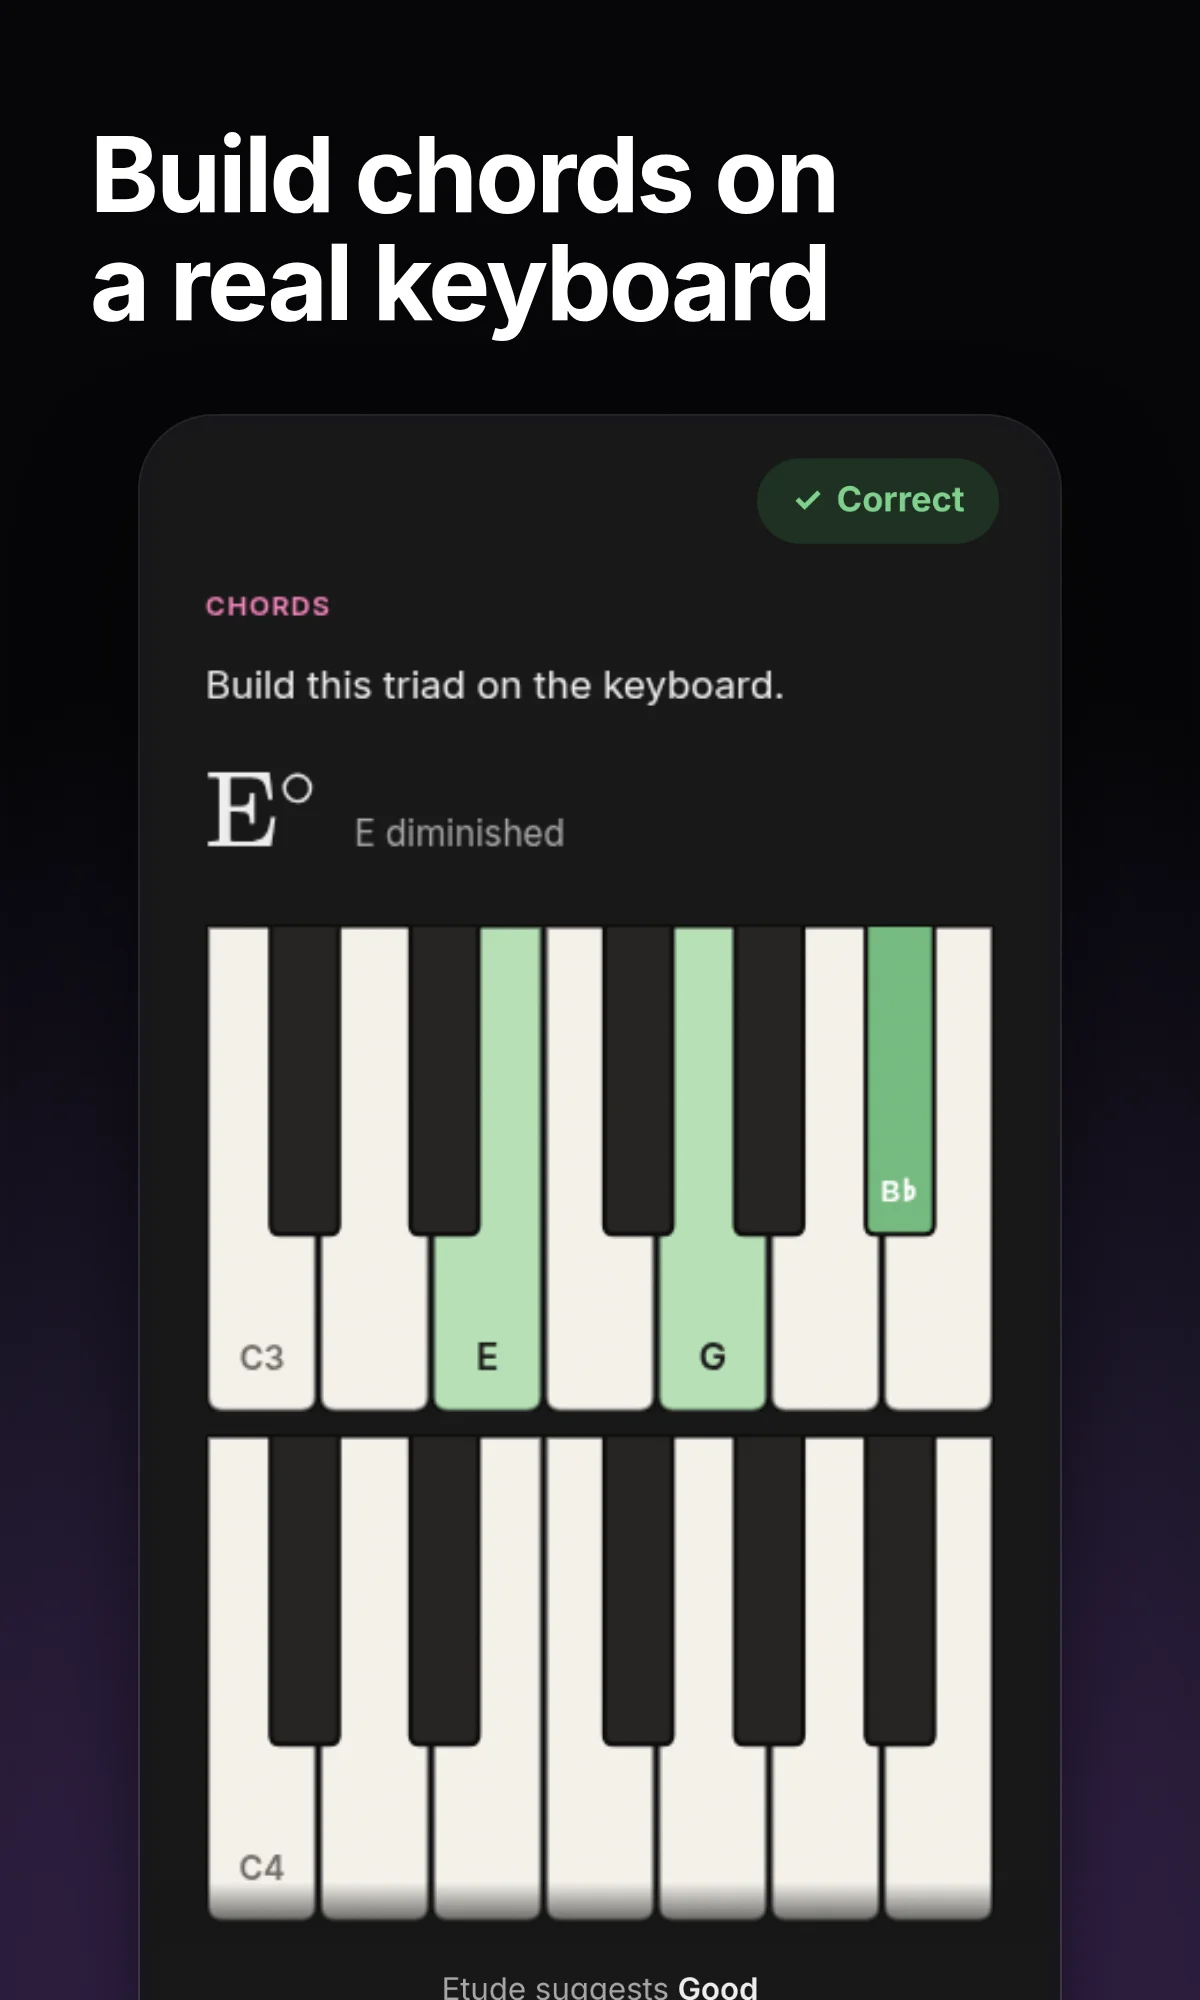 Build chords on
a real keyboard
✓ Correct
CHORDS
Build this triad on the keyboard.
E° E diminished
B♭
C3 E G
C4
Etude suggests Good